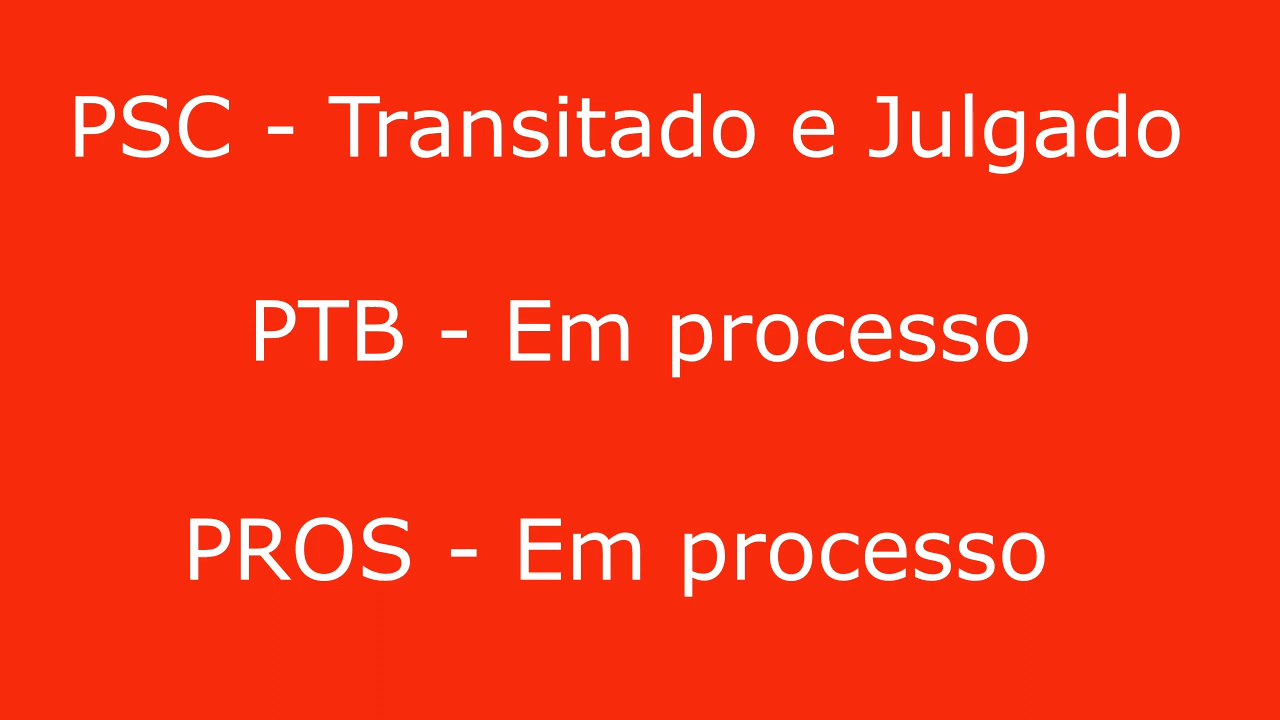 PSC - Transitado e Julgado
PTB - Em processo
PROS - Em processo